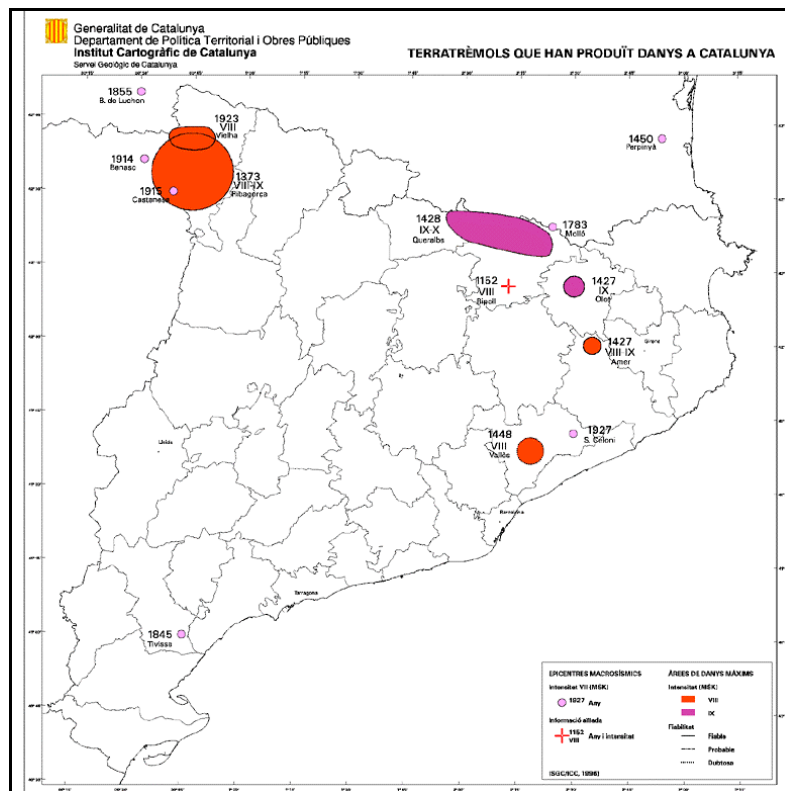 Generalitat de Catalunya
Departament de Política Territorial i Obres Públiques
Institut Cartogràfic de Catalunya
Servei Geològic de Catalunya
TERRATRÈMOLS QUE HAN PRODUÏT DANYS A CATALUNYA
1855
B. de Luchon
1923
VIII
Vielha
1914
Benasc
1373
VIII-IX
Ribagorça
1915
Castanesa
1450
Perpinyà
1428
IX-X
Queralbs
1783
Molló
1152
VIII
Ripoll
1427
IX
Olot
1427
VIII-IX
Amer
Girona
1448
VIII
Vallès
1927
S. Celoni
Lleida
Barcelona
Tarragona
1845
Tivissa
EPICENTRES MACROSÍSMICS
Intensitat VII (MSK)
1927 Any
Informació aïllada
1152
VIII
Any i intensitat
(SGC/ICC, 1996)
ÀREES DE DANYS MÀXIMS
Intensitat (MSK)
VIII
IX
Fiabilitat
Fiable
Probable
Dubtosa